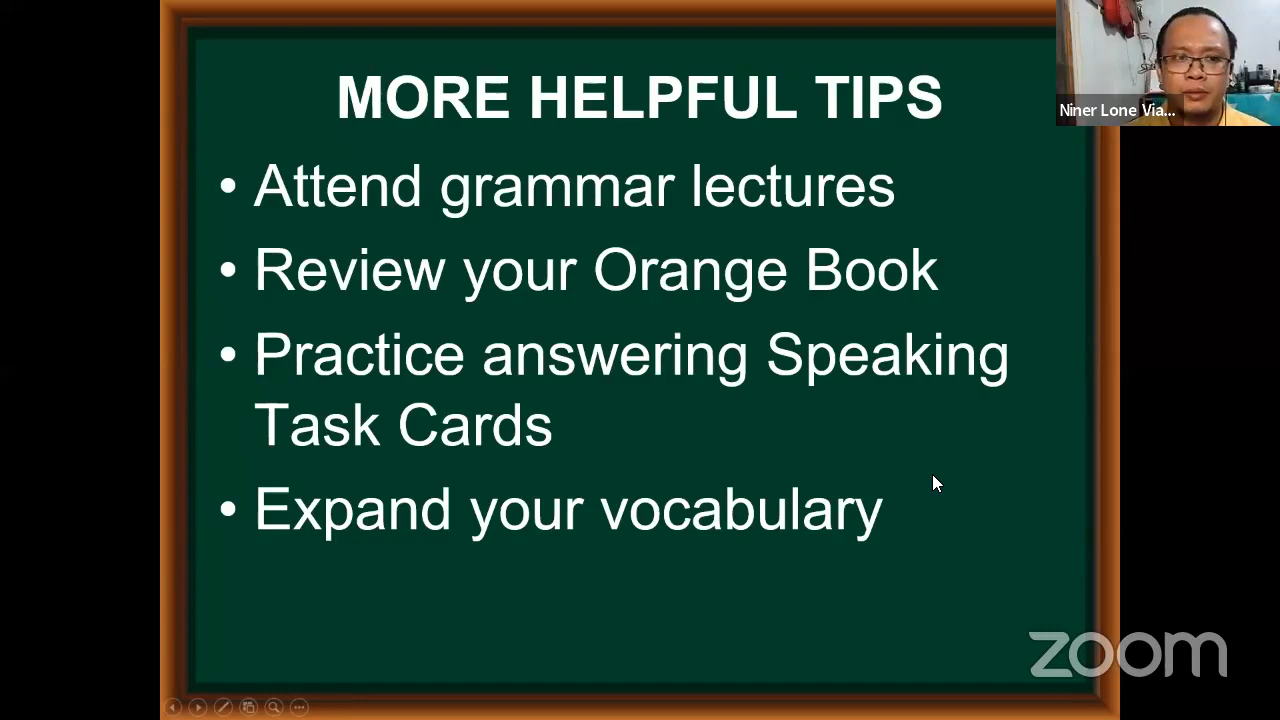 MORE HELPFUL TIPS
• Attend grammar lectures
• Review your Orange Book
• Practice answering Speaking
Task Cards
• Expand your vocabulary
Niner Lone Via...
zoom